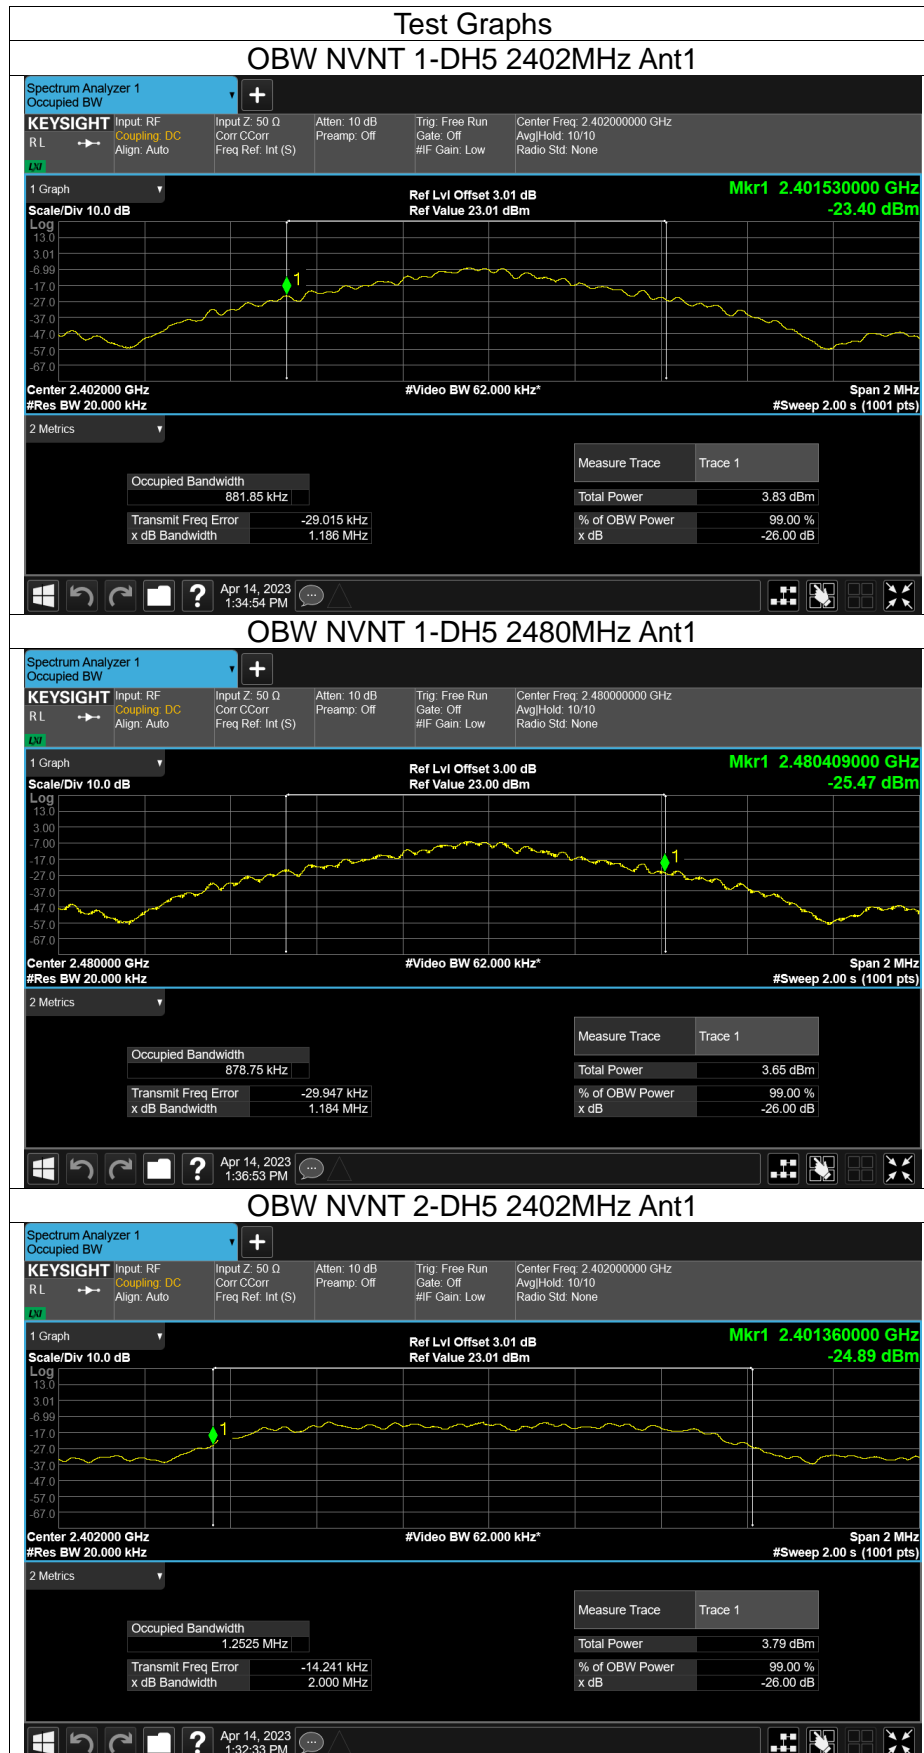 Test Graphs
OBW NVNT 1-DH5 2402MHz Ant1
Spectrum Analyzer 1
Occupied BW
KEYSIGHT Input: RF Input Z: 50 Ω Atten: 10 dB Trig: Free Run Center Freq: 2.402000000 GHz
RL Coupling: DC Corr CCorr Preamp: Off Gate: Off Avg|Hold: 10/10
Align: Auto Freq Ref: Int (S) #IF Gain: Low Radio Std: None
LXI
1 Graph Ref Lvl Offset 3.01 dB Mkr1 2.401530000 GHz
Scale/Div 10.0 dB Ref Value 23.01 dBm -23.40 dBm
Log
13.0
3.01
-6.99
-17.0
1
-27.0
-37.0
-47.0
-57.0
-67.0
Center 2.402000 GHz #Video BW 62.000 kHz* Span 2 MHz
#Res BW 20.000 kHz #Sweep 2.00 s (1001 pts)
2 Metrics
Measure Trace Trace 1
Occupied Bandwidth
881.85 kHz Total Power 3.83 dBm
Transmit Freq Error -29.015 kHz % of OBW Power 99.00 %
x dB Bandwidth 1.186 MHz x dB -26.00 dB
? Apr 14, 2023
1:34:54 PM
OBW NVNT 1-DH5 2480MHz Ant1
Spectrum Analyzer 1
Occupied BW
KEYSIGHT Input: RF Input Z: 50 Ω Atten: 10 dB Trig: Free Run Center Freq: 2.480000000 GHz
RL Coupling: DC Corr CCorr Preamp: Off Gate: Off Avg|Hold: 10/10
Align: Auto Freq Ref: Int (S) #IF Gain: Low Radio Std: None
LXI
1 Graph Ref Lvl Offset 3.00 dB Mkr1 2.480409000 GHz
Scale/Div 10.0 dB Ref Value 23.00 dBm -25.47 dBm
Log
13.0
3.00
-7.00
-17.0
1
-27.0
-37.0
-47.0
-57.0
-67.0
Center 2.480000 GHz #Video BW 62.000 kHz* Span 2 MHz
#Res BW 20.000 kHz #Sweep 2.00 s (1001 pts)
2 Metrics
Measure Trace Trace 1
Occupied Bandwidth
878.75 kHz Total Power 3.65 dBm
Transmit Freq Error -29.947 kHz % of OBW Power 99.00 %
x dB Bandwidth 1.184 MHz x dB -26.00 dB
? Apr 14, 2023
1:36:53 PM
OBW NVNT 2-DH5 2402MHz Ant1
Spectrum Analyzer 1
Occupied BW
KEYSIGHT Input: RF Input Z: 50 Ω Atten: 10 dB Trig: Free Run Center Freq: 2.402000000 GHz
RL Coupling: DC Corr CCorr Preamp: Off Gate: Off Avg|Hold: 10/10
Align: Auto Freq Ref: Int (S) #IF Gain: Low Radio Std: None
LXI
1 Graph Ref Lvl Offset 3.01 dB Mkr1 2.401360000 GHz
Scale/Div 10.0 dB Ref Value 23.01 dBm -24.89 dBm
Log
13.0
3.01
-6.99
-17.0
1
-27.0
-37.0
-47.0
-57.0
-67.0
Center 2.402000 GHz #Video BW 62.000 kHz* Span 2 MHz
#Res BW 20.000 kHz #Sweep 2.00 s (1001 pts)
2 Metrics
Measure Trace Trace 1
Occupied Bandwidth
1.2525 MHz Total Power 3.79 dBm
Transmit Freq Error -14.241 kHz % of OBW Power 99.00 %
x dB Bandwidth 2.000 MHz x dB -26.00 dB
? Apr 14, 2023
1:32:33 PM